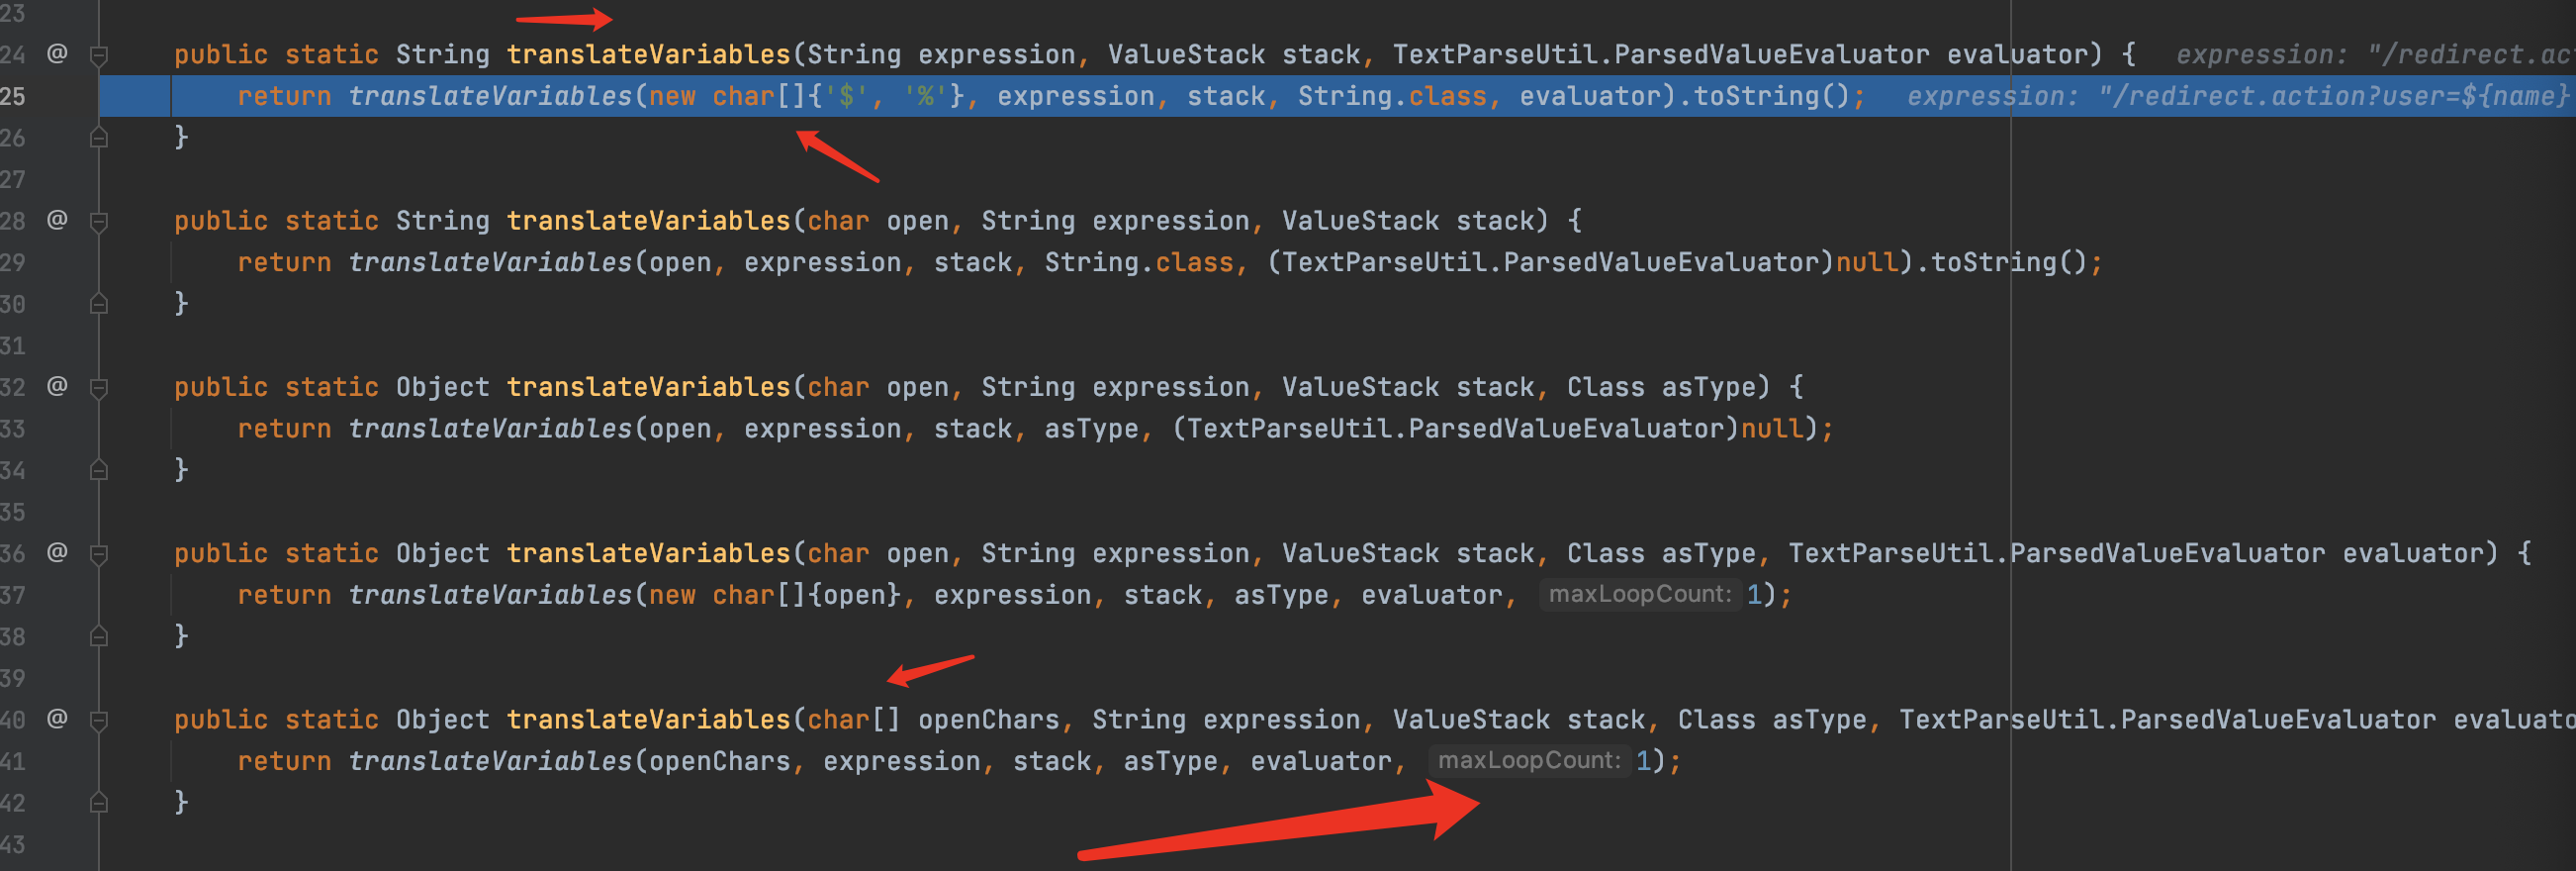 23
24 @ public static String translateVariables(String expression, ValueStack stack, TextParseUtil.ParsedValueEvaluator evaluator) { expression: "/redirect.ac
25 return translateVariables(new char[]{'$', '%'}, expression, stack, String.class, evaluator).toString(); expression: "/redirect.action?user=${name}
26 }
27
28 @ public static String translateVariables(char open, String expression, ValueStack stack) {
29 return translateVariables(open, expression, stack, String.class, (TextParseUtil.ParsedValueEvaluator)null).toString();
30 }
31
32 @ public static Object translateVariables(char open, String expression, ValueStack stack, Class asType) {
33 return translateVariables(open, expression, stack, asType, (TextParseUtil.ParsedValueEvaluator)null);
34 }
35
36 @ public static Object translateVariables(char open, String expression, ValueStack stack, Class asType, TextParseUtil.ParsedValueEvaluator evaluator) {
37 return translateVariables(new char[]{open}, expression, stack, asType, evaluator, maxLoopCount: 1);
38 }
39
40 @ public static Object translateVariables(char[] openChars, String expression, ValueStack stack, Class asType, TextParseUtil.ParsedValueEvaluator evaluato
41 return translateVariables(openChars, expression, stack, asType, evaluator, maxLoopCount: 1);
42 }
43